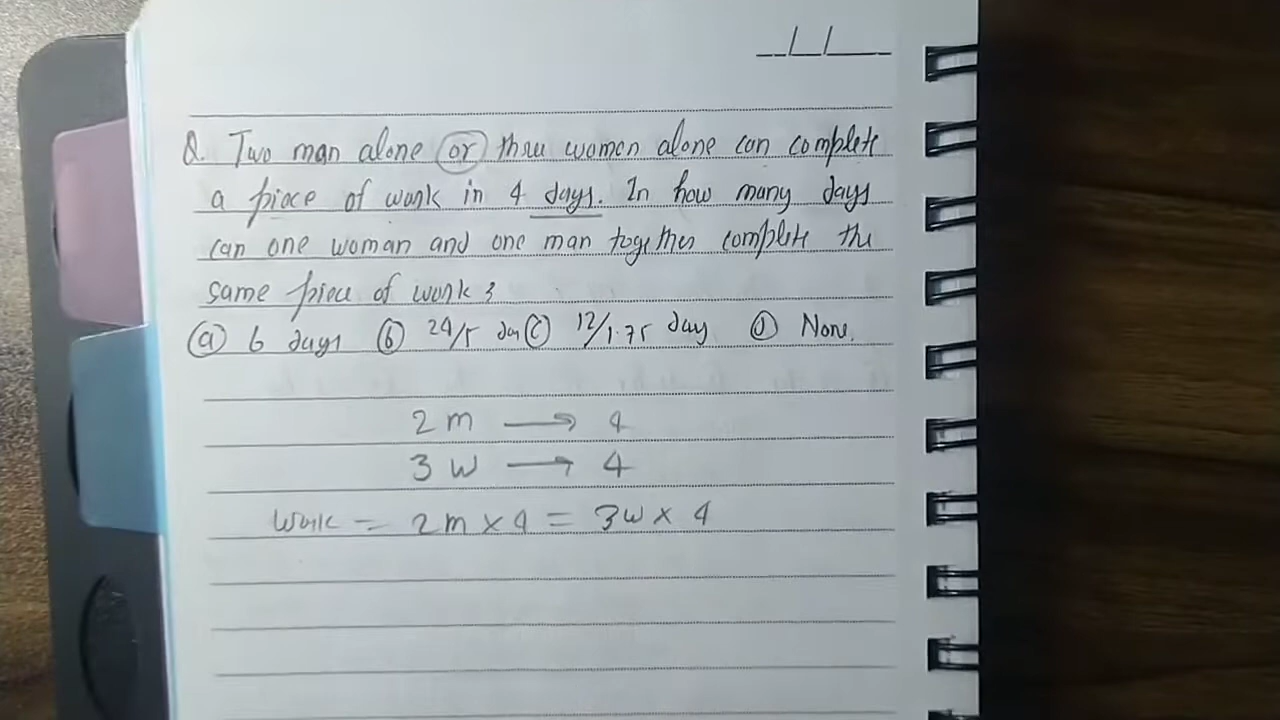 __/__/____
Q. Two man alone or three women alone can complete
a piece of work in 4 days. In how many days
can one woman and one man together complete the
same piece of work ?
(a) 6 days (b) 24/5 day (c) 12/1.75 day (d) None.
2m → 4
3w → 4
Work = 2m × 4 = 3w × 4